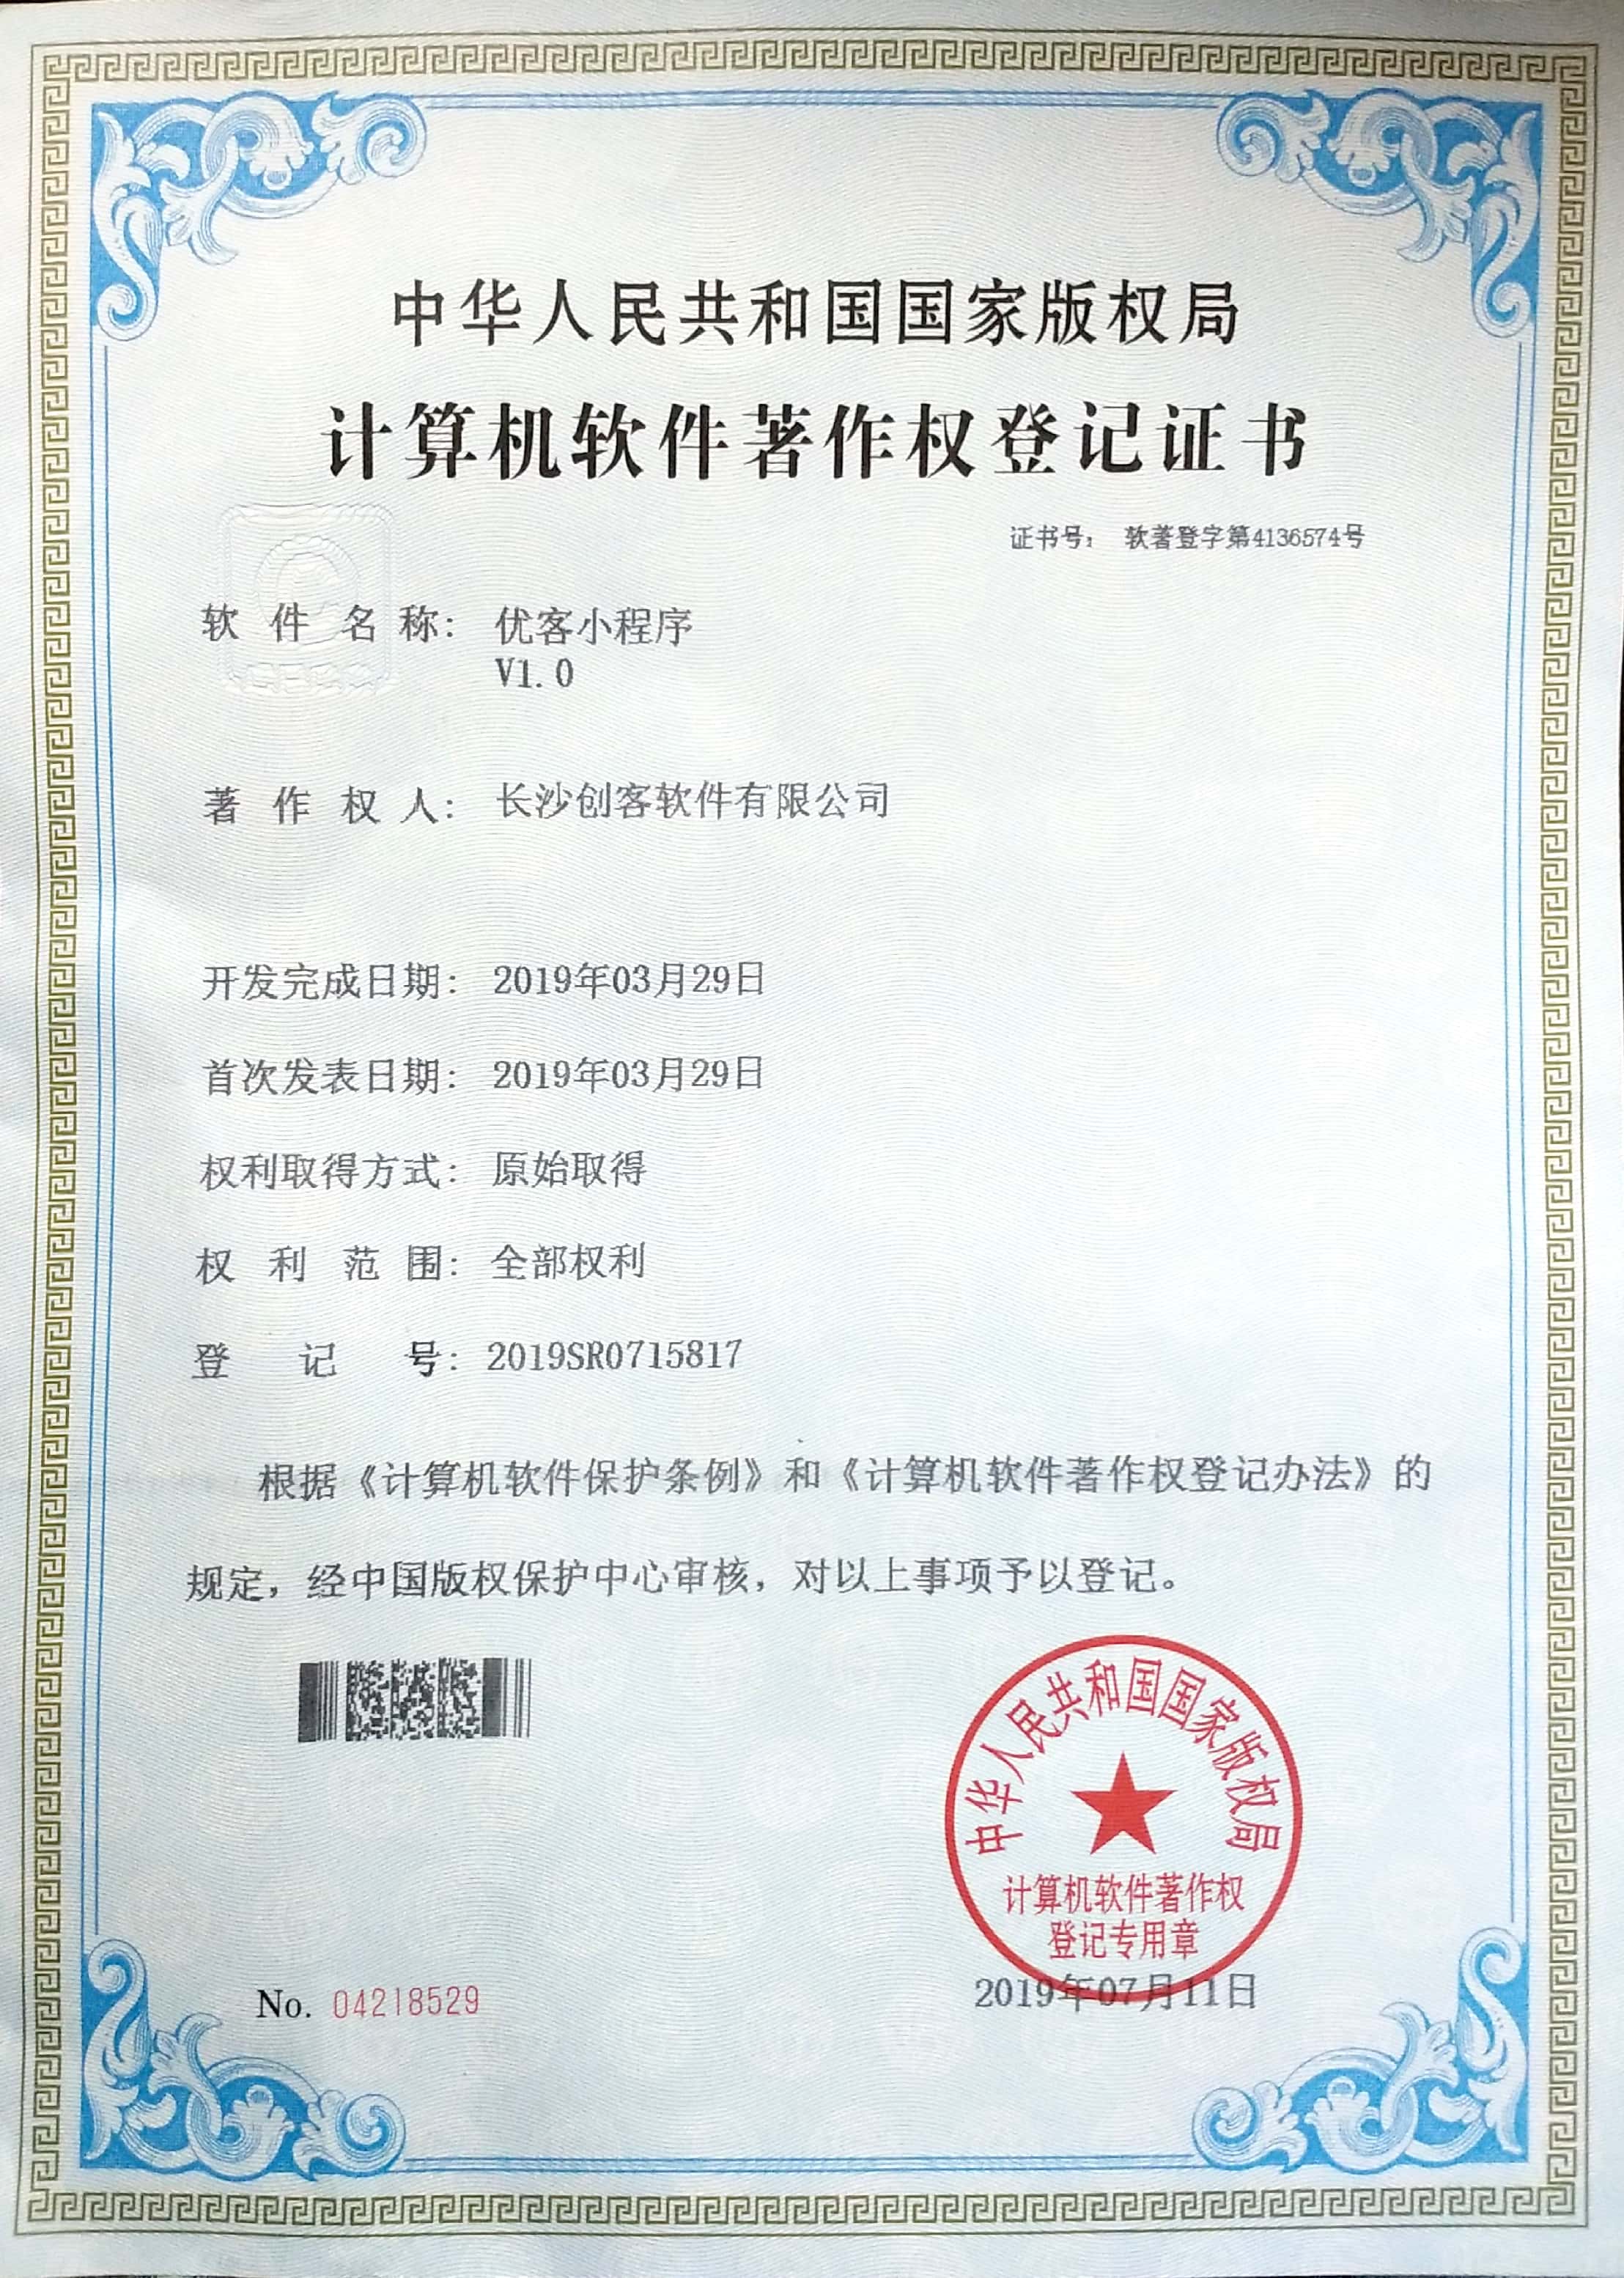 中华人民共和国国家版权局
计算机软件著作权登记证书
证书号： 软著登字第4136574号
软件名称： 优客小程序
V1.0
著作权人： 长沙创客软件有限公司
开发完成日期： 2019年03月29日
首次发表日期： 2019年03月29日
权利取得方式： 原始取得
权利范围： 全部权利
登记号： 2019SR0715817
根据《计算机软件保护条例》和《计算机软件著作权登记办法》的
规定，经中国版权保护中心审核，对以上事项予以登记。
中华人民共和国国家版权局
计算机软件著作权
登记专用章
No. 04218529
2019年07月11日